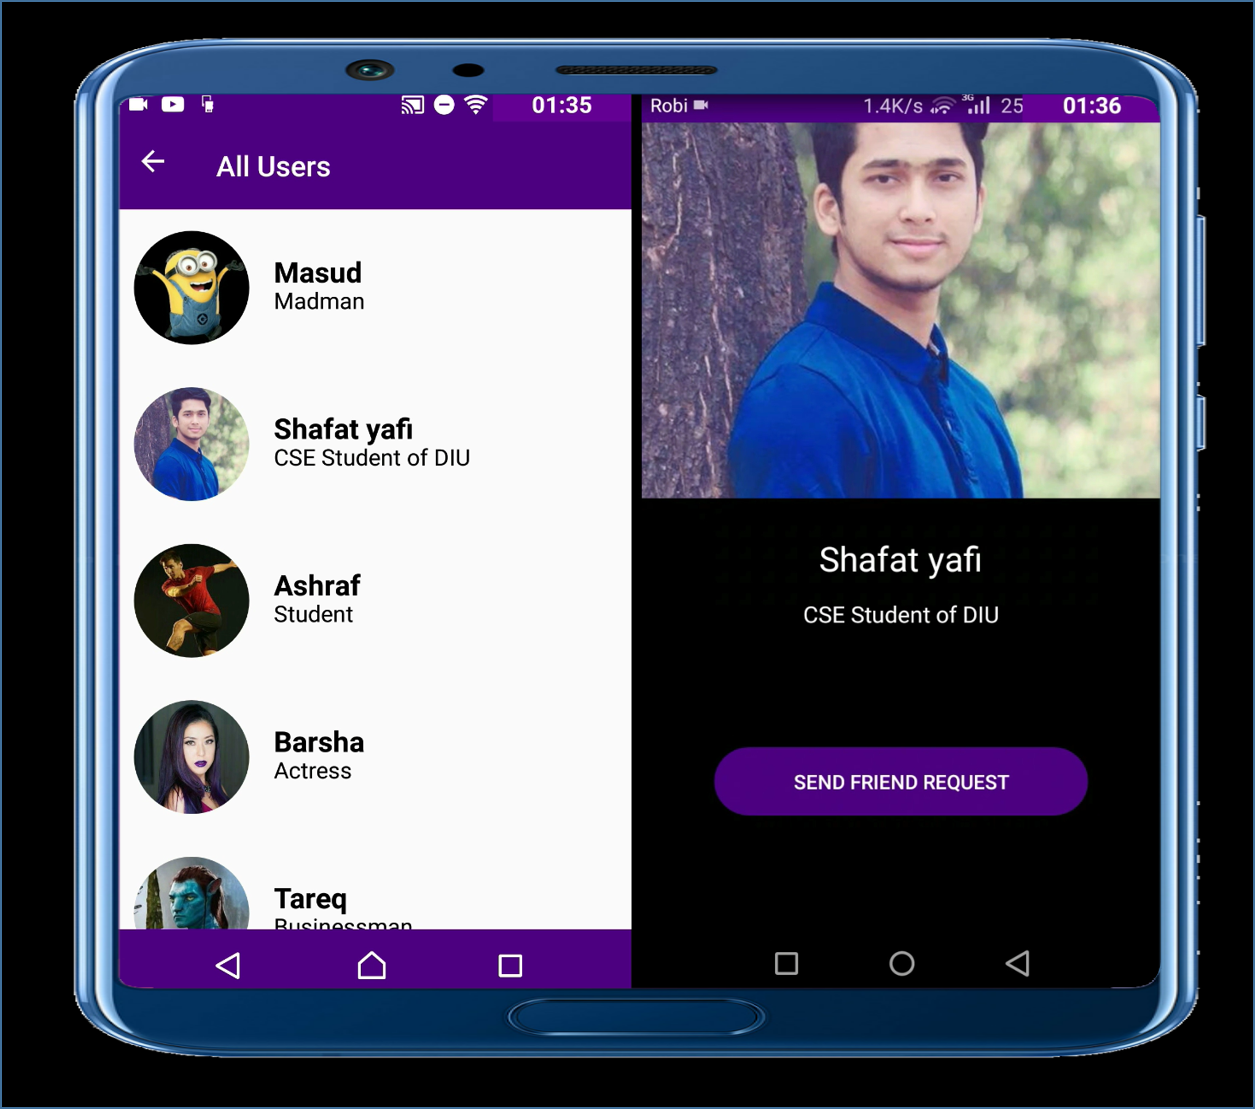 01:35
All Users
Masud
Madman
Shafat yafi
CSE Student of DIU
Ashraf
Student
Barsha
Actress
Tareq
Businessman
Robi 1.4K/s 3G 25 01:36
Shafat yafi
CSE Student of DIU
SEND FRIEND REQUEST